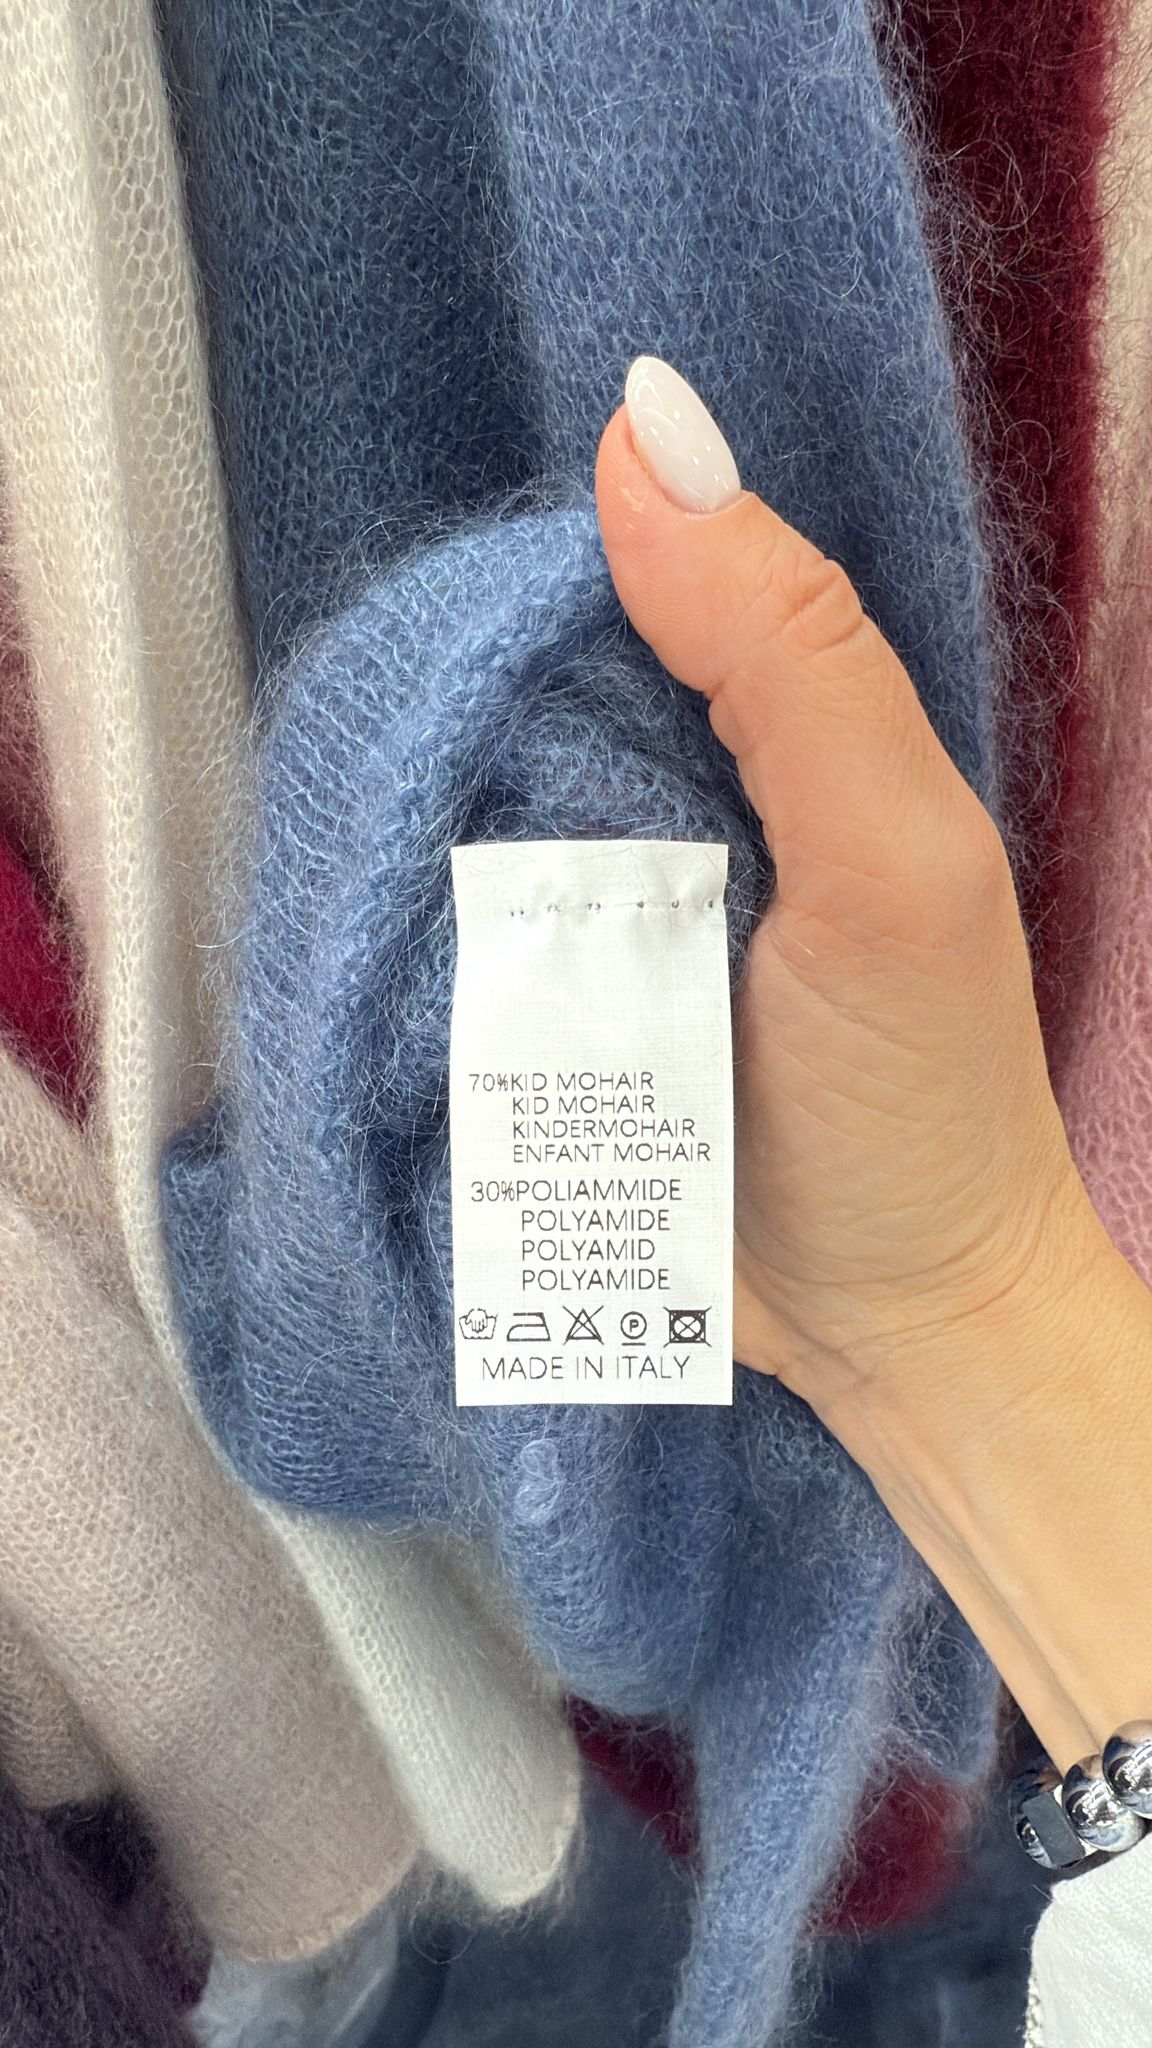 70%KID MOHAIR
KID MOHAIR
KINDERMOHAIR
ENFANT MOHAIR
30%POLIAMMIDE
POLYAMIDE
POLYAMID
POLYAMIDE
P
MADE IN ITALY